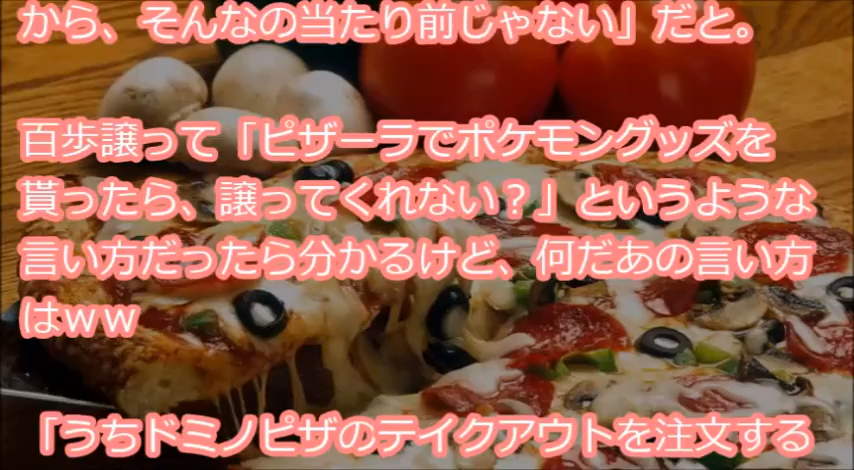 から、そんなの当たり前じゃない」だと。
百歩譲って「ピザーラでポケモングッズを
貰ったら、譲ってくれない？」というような
言い方だったら分かるけど、何だあの言い方
はｗｗ
「うちドミノピザのテイクアウトを注文する